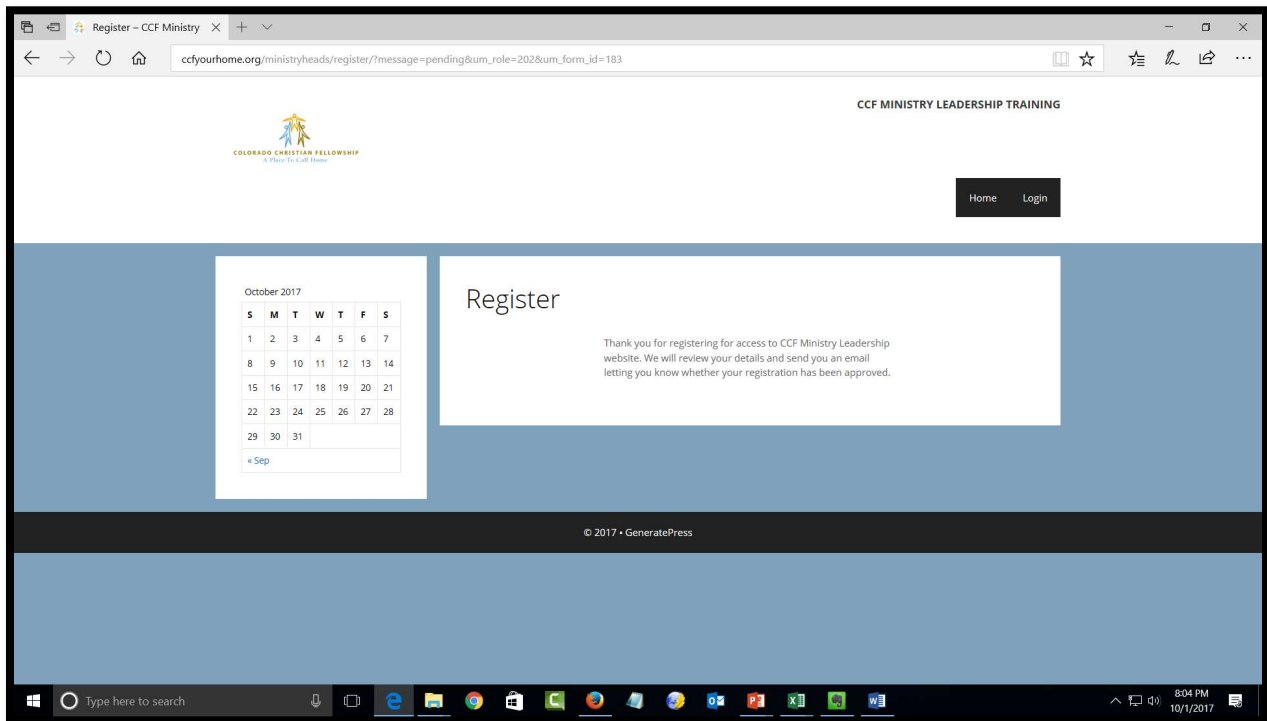 Register – CCF Ministry
ccfyourhome.org/ministryheads/register/?message=pending&um_role=202&um_form_id=183
CCF MINISTRY LEADERSHIP TRAINING
COLORADO CHRISTIAN FELLOWSHIP
A Place To Call Home
Home Login
October 2017
S M T W T F S
1 2 3 4 5 6 7
8 9 10 11 12 13 14
15 16 17 18 19 20 21
22 23 24 25 26 27 28
29 30 31
« Sep
Register
Thank you for registering for access to CCF Ministry Leadership
website. We will review your details and send you an email
letting you know whether your registration has been approved.
© 2017 • GeneratePress
Type here to search
8:04 PM
10/1/2017